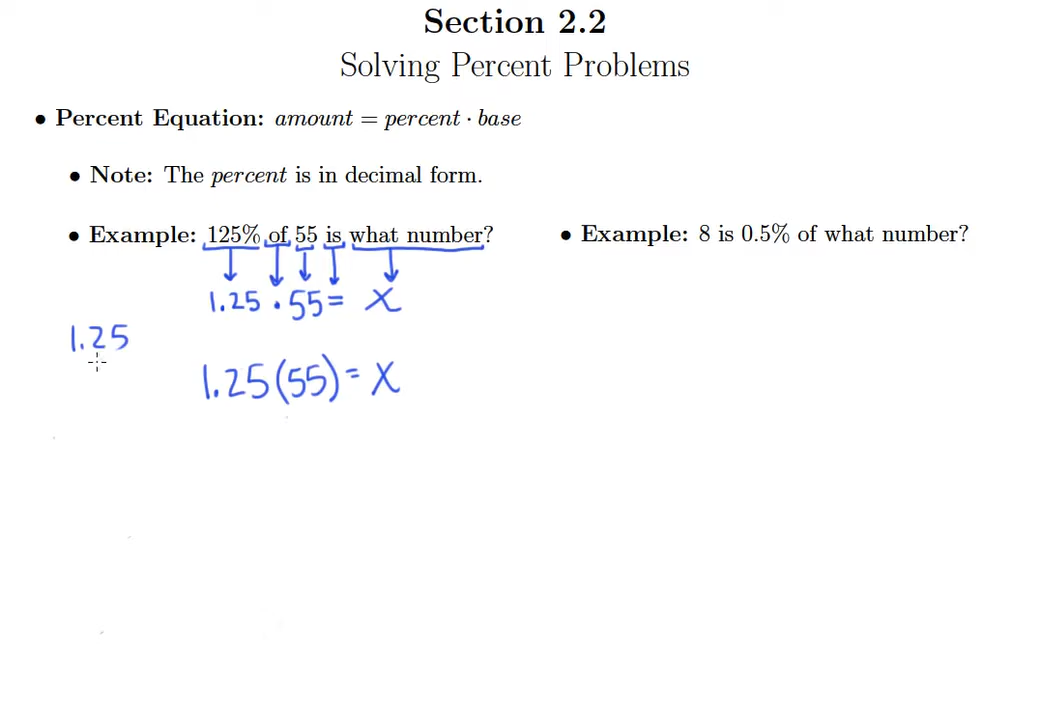 Section 2.2
Solving Percent Problems
• Percent Equation: amount = percent · base
• Note: The percent is in decimal form.
• Example: 125% of 55 is what number?
• Example: 8 is 0.5% of what number?
1.25 · 55 = X
1.25
1.25(55) = X